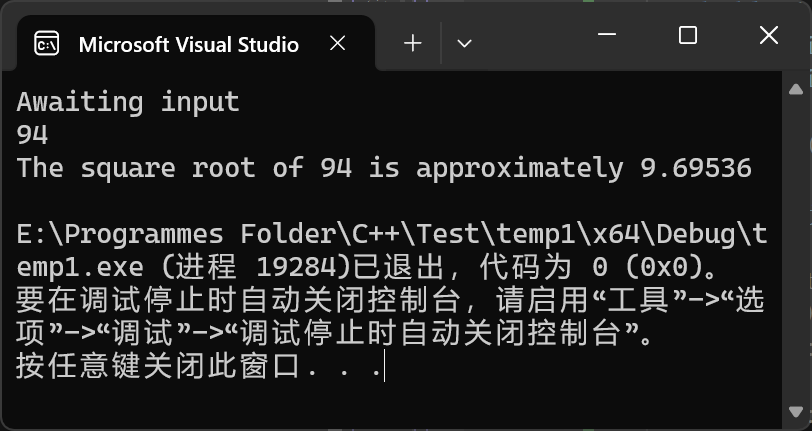 Microsoft Visual Studio
Awaiting input
94
The square root of 94 is approximately 9.69536
E:\Programmes Folder\C++\Test\temp1\x64\Debug\t
emp1.exe (进程 19284)已退出，代码为 0 (0x0)。
要在调试停止时自动关闭控制台，请启用“工具”->“选
项”->“调试”->“调试停止时自动关闭控制台”。
按任意键关闭此窗口. . .